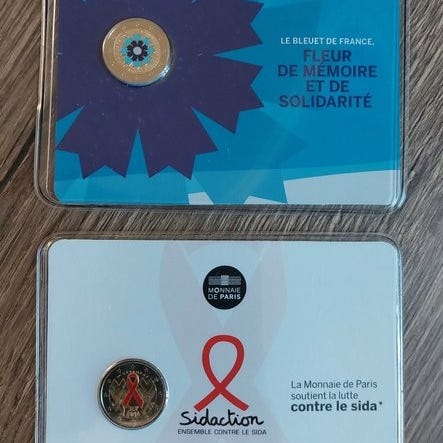 LE BLEUET DE FRANCE,
FLEUR
DE MÉMOIRE
ET DE
SOLIDARITÉ
MONNAIE
DE PARIS
La Monnaie de Paris
soutient la lutte
contre le sida*
Sidaction
ENSEMBLE CONTRE LE SIDA